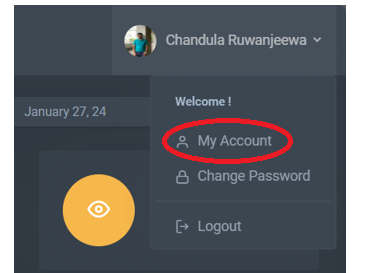 Chandula Ruwanjeewa
Welcome !
January 27, 24
My Account
Change Password
Logout